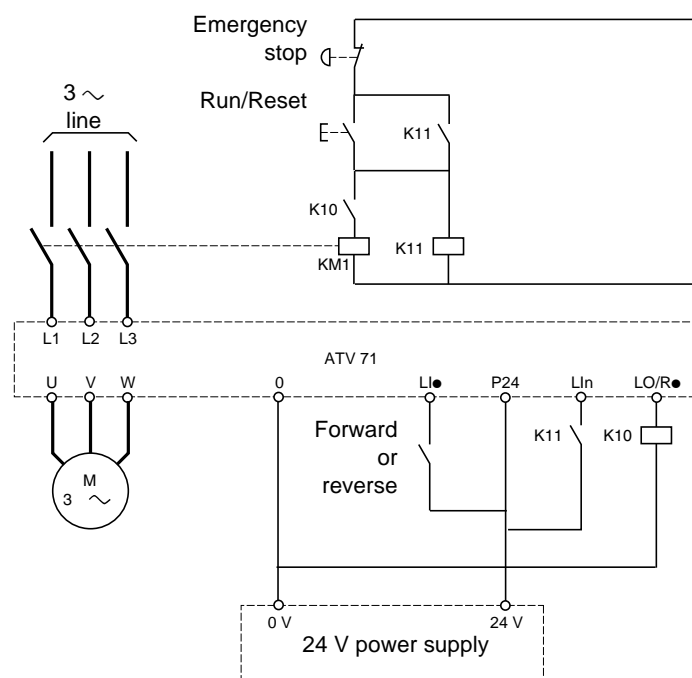 Emergency
stop
3 ~
line
Run/Reset
K11
K10
KM1
K11
L1 L2 L3
ATV 71
U V W 0 LI● P24 LIn LO/R●
Forward
or
reverse
K11
K10
M
3 ~
0 V
24 V
24 V power supply